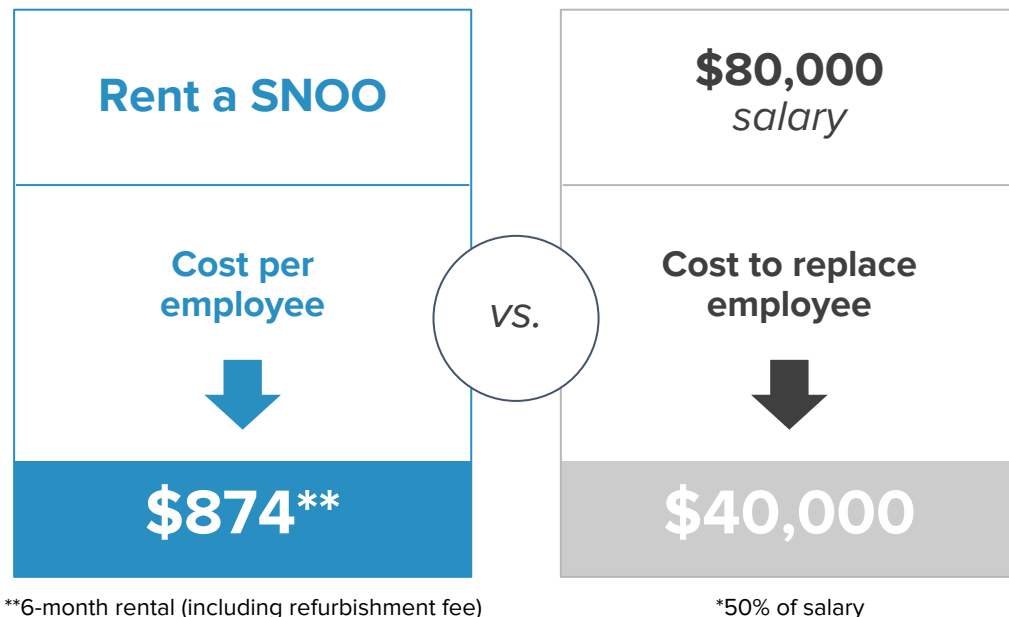 Rent a SNOO
Cost per
employee
$874**
**6-month rental (including refurbishment fee)
vs.
$80,000
salary
Cost to replace
employee
$40,000
*50% of salary